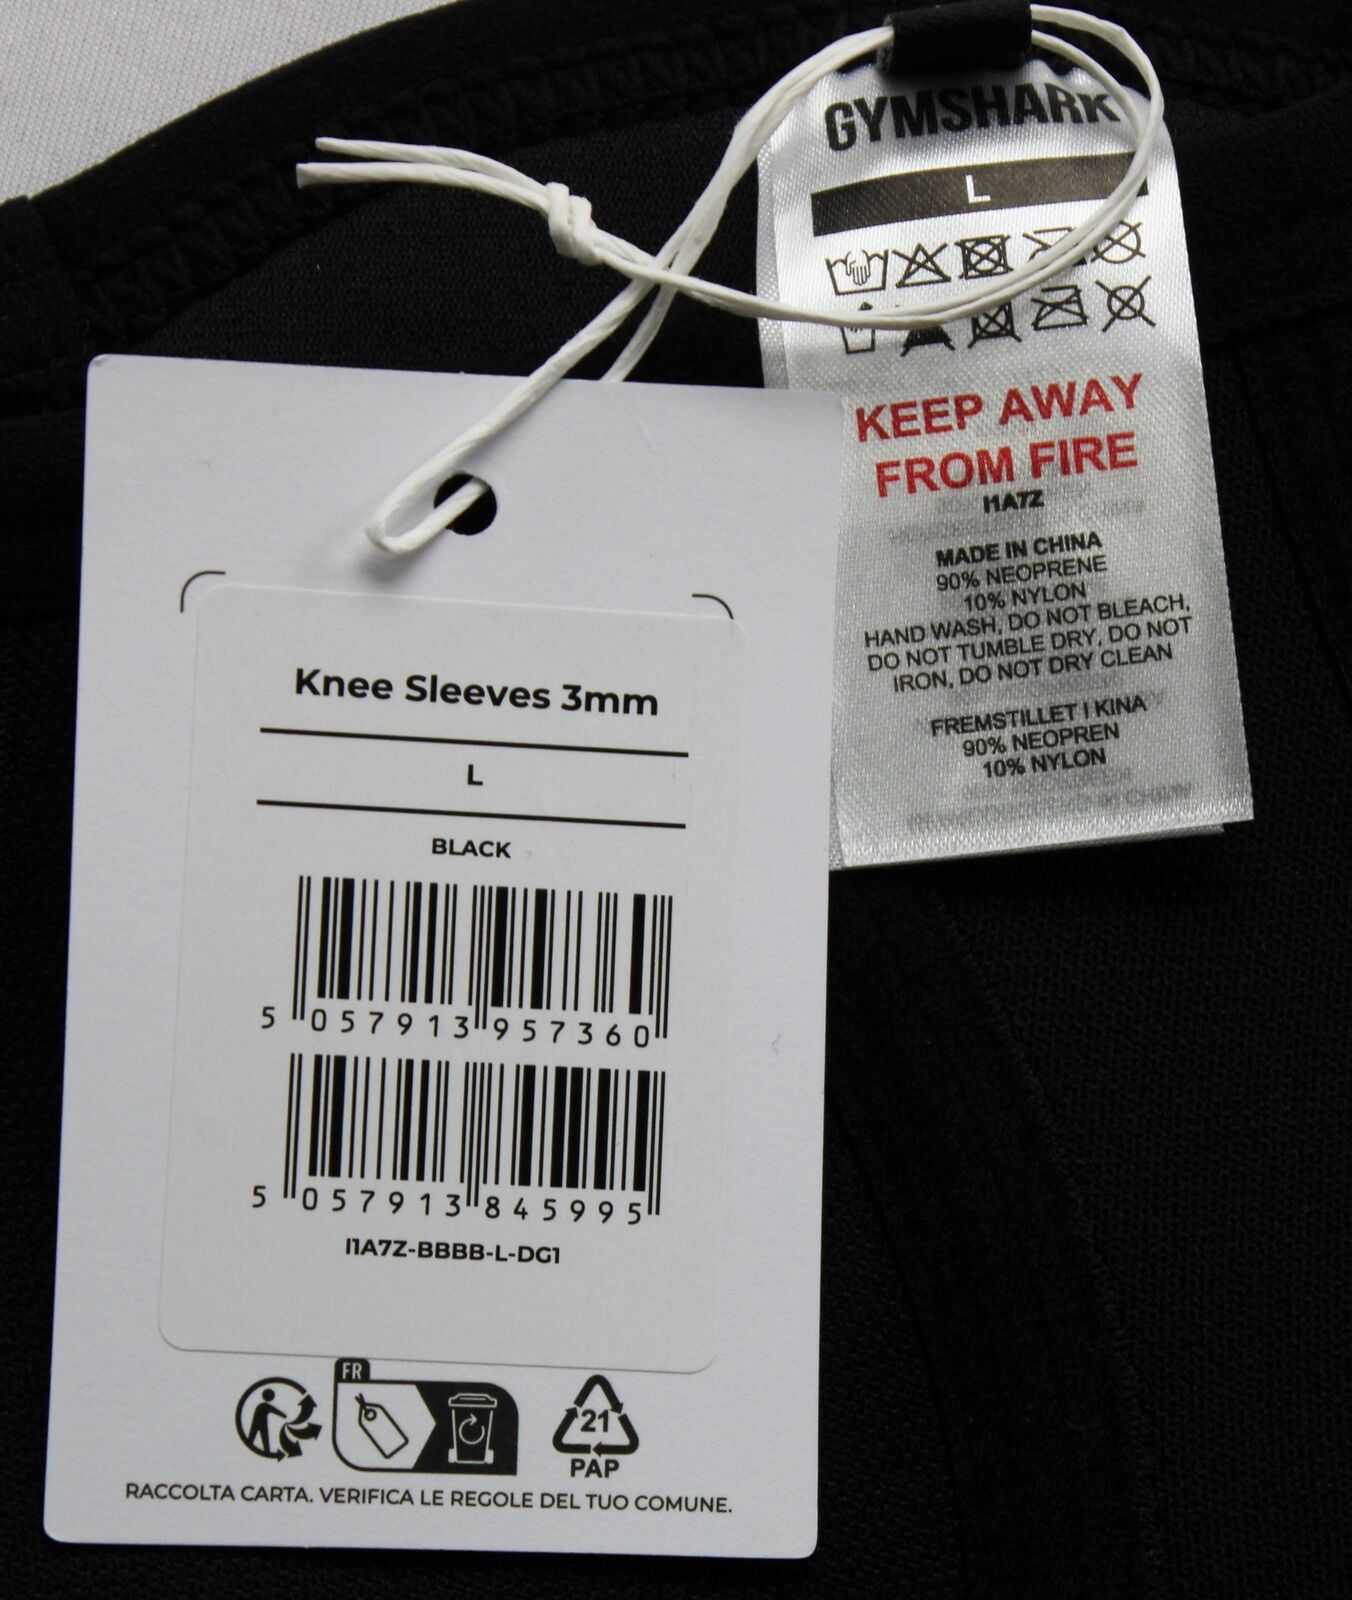 GYMSHARK
L
KEEP AWAY
FROM FIRE
I1A7Z
MADE IN CHINA
90% NEOPRENE
10% NYLON
HAND WASH, DO NOT BLEACH,
DO NOT TUMBLE DRY, DO NOT
IRON, DO NOT DRY CLEAN
FREMSTILLET I KINA
90% NEOPREN
10% NYLON
Knee Sleeves 3mm
L
BLACK
5 057913 957360
5 057913 845995
I1A7Z-BBBB-L-DG1
FR
21
PAP
RACCOLTA CARTA. VERIFICA LE REGOLE DEL TUO COMUNE.